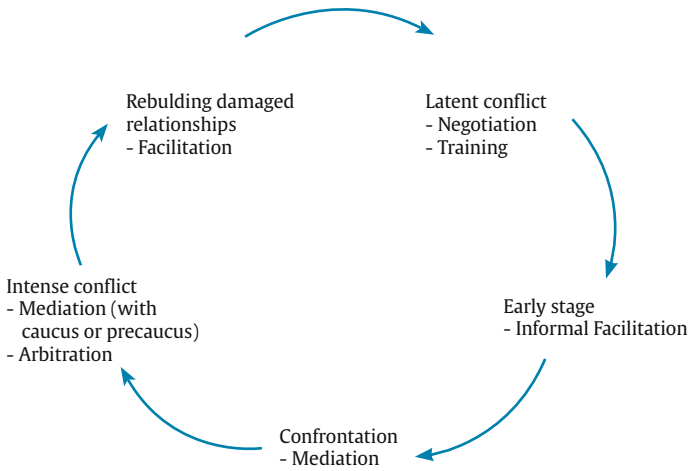 Rebulding damaged
relationships
- Facilitation
Latent conflict
- Negotiation
- Training
Early stage
- Informal Facilitation
Confrontation
- Mediation
Intense conflict
- Mediation (with
caucus or precaucus)
- Arbitration